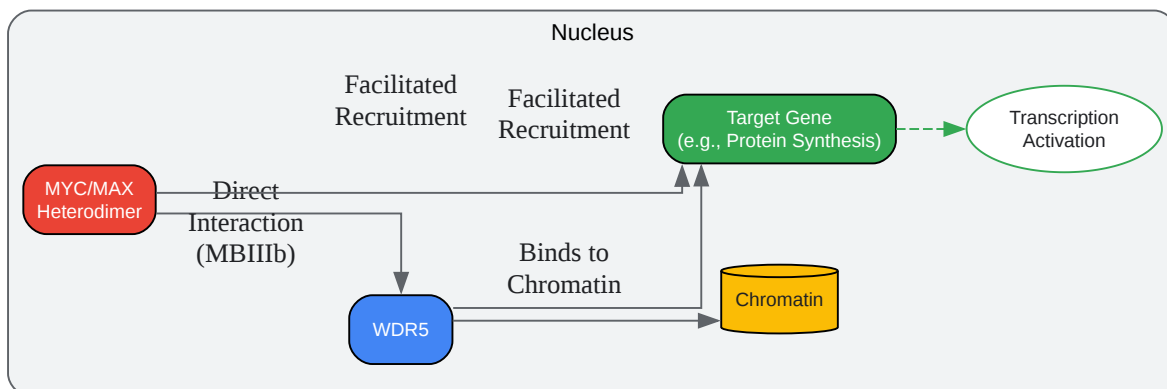 Nucleus
Facilitated
Recruitment
Facilitated
Recruitment
Target Gene
(e.g., Protein Synthesis)
Transcription
Activation
MYC/MAX
Heterodimer
Direct
Interaction
(MBIIIb)
Binds to
Chromatin
Chromatin
WDR5